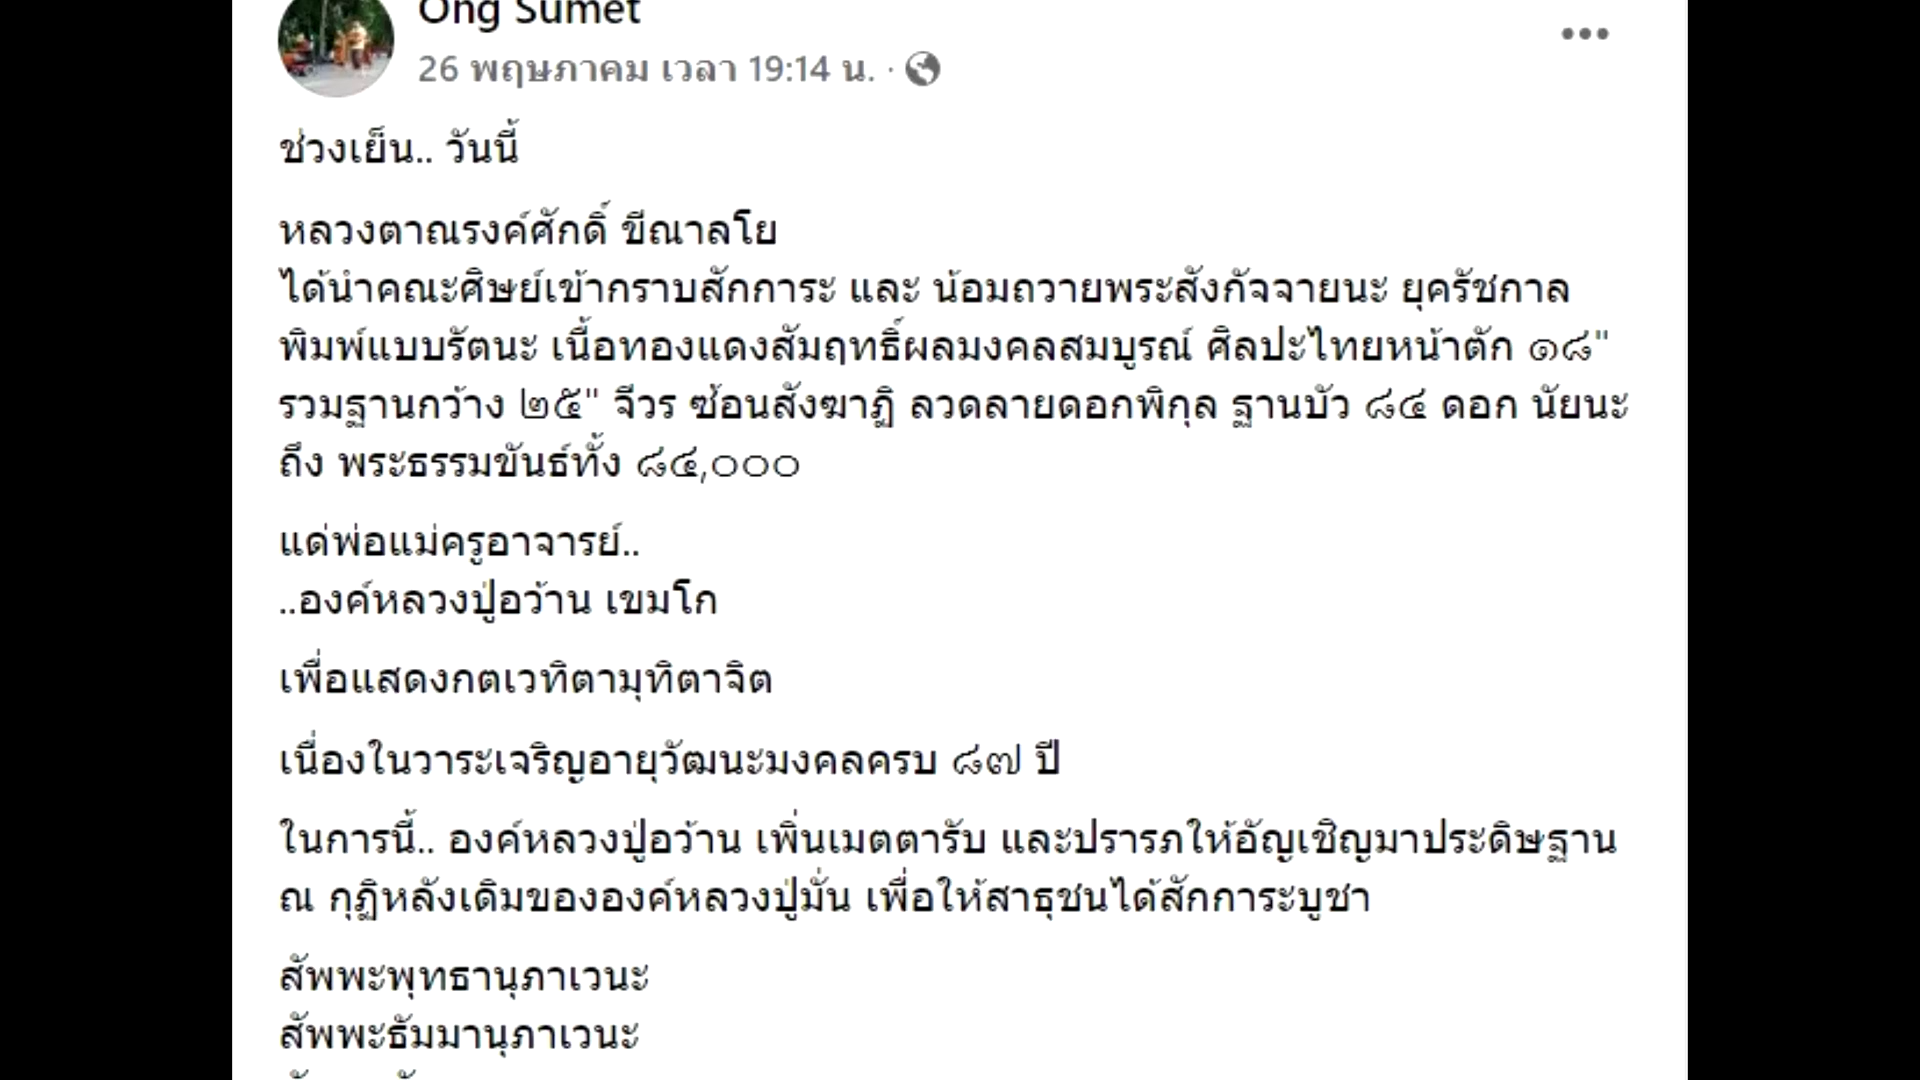 Ong Sumet
26 พฤษภาคม เวลา 19:14 น. ·
ช่วงเย็น.. วันนี้
หลวงตาณรงค์ศักดิ์ ขีณาลโย
ได้นำคณะศิษย์เข้ากราบสักการะ และ น้อมถวายพระสังกัจจายนะ ยุครัชกาล
พิมพ์แบบรัตนะ เนื้อทองแดงสัมฤทธิ์ผลมงคลสมบูรณ์ ศิลปะไทยหน้าตัก ๑๘"
รวมฐานกว้าง ๒๕" จีวร ซ้อนสังฆาฏิ ลวดลายดอกพิกุล ฐานบัว ๘๔ ดอก นัยนะ
ถึง พระธรรมขันธ์ทั้ง ๘๔,๐๐๐
แด่พ่อแม่ครูอาจารย์..
..องค์หลวงปู่อว้าน เขมโก
เพื่อแสดงกตเวทิตามุทิตาจิต
เนื่องในวาระเจริญอายุวัฒนะมงคลครบ ๘๗ ปี
ในการนี้.. องค์หลวงปู่อว้าน เพิ่นเมตตารับ และปรารภให้อัญเชิญมาประดิษฐาน
ณ กุฏิหลังเดิมขององค์หลวงปู่มั่น เพื่อให้สาธุชนได้สักการะบูชา
สัพพะพุทธานุภาเวนะ
สัพพะธัมมานุภาเวนะ